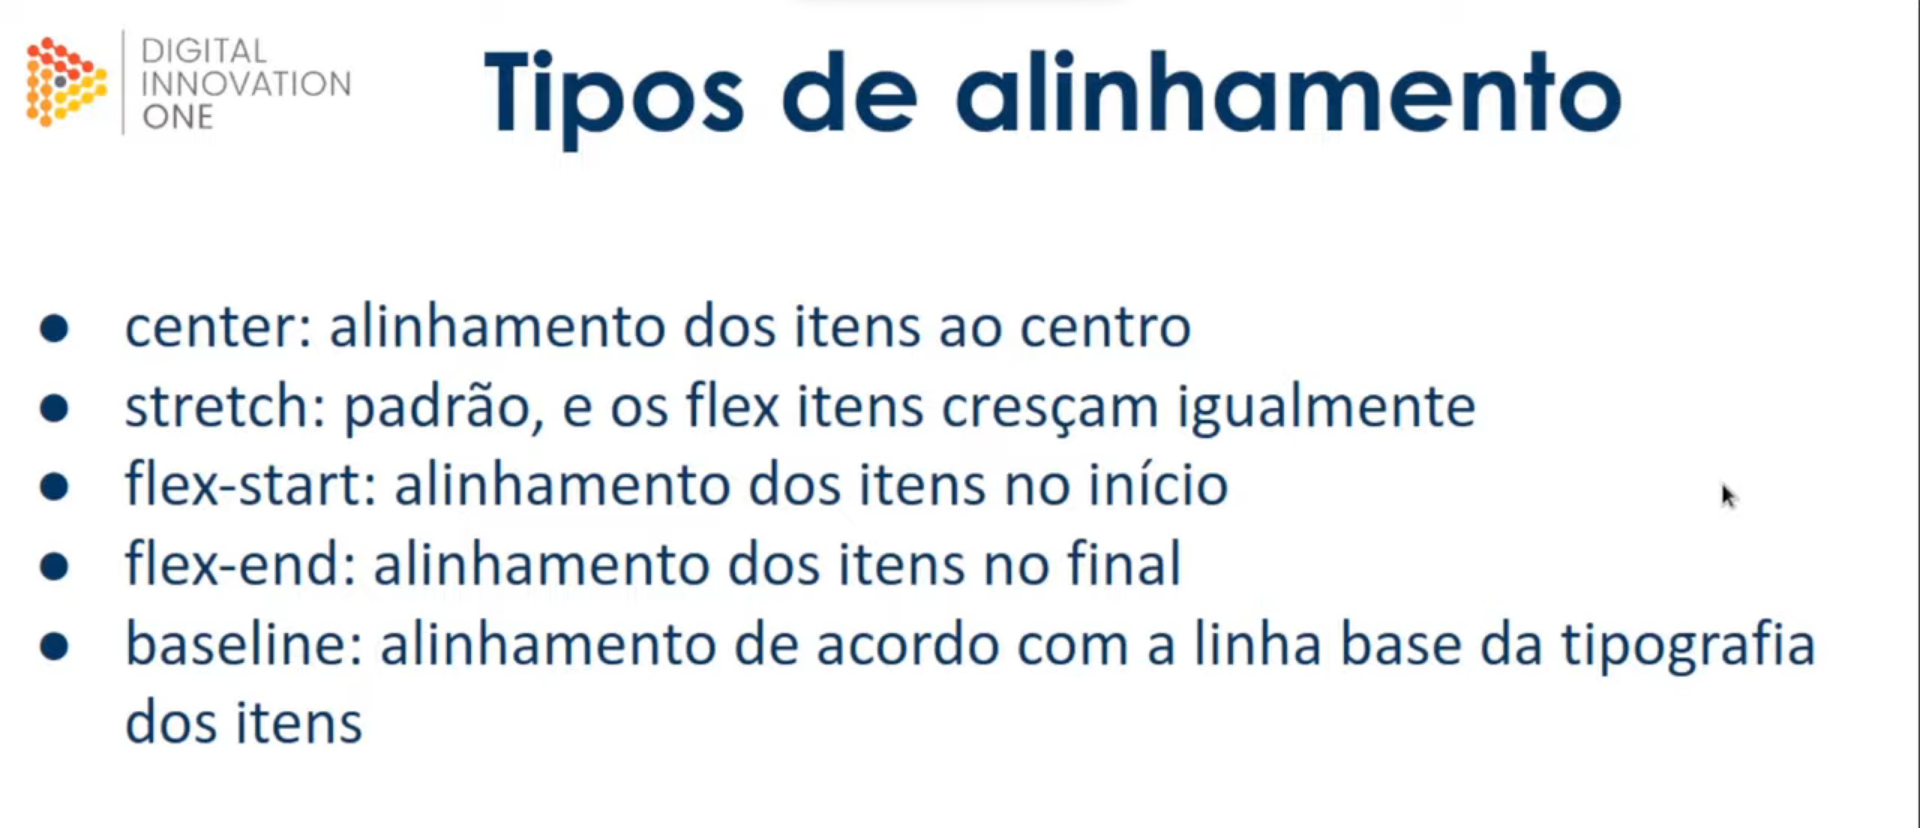 DIGITAL
INNOVATION
ONE
Tipos de alinhamento
● center: alinhamento dos itens ao centro
● stretch: padrão, e os flex itens cresçam igualmente
● flex-start: alinhamento dos itens no início
● flex-end: alinhamento dos itens no final
● baseline: alinhamento de acordo com a linha base da tipografia
dos itens